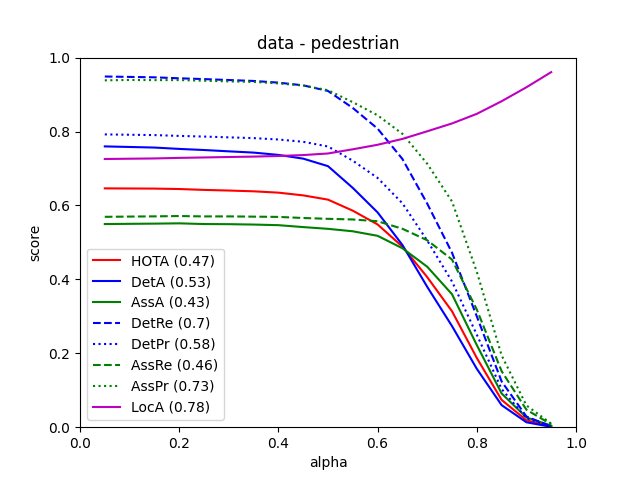 data - pedestrian
1.0
0.8
0.6
0.4
0.2
0.0
score
HOTA (0.47)
DetA (0.53)
AssA (0.43)
DetRe (0.7)
DetPr (0.58)
AssRe (0.46)
AssPr (0.73)
LocA (0.78)
0.0 0.2 0.4 0.6 0.8 1.0
alpha